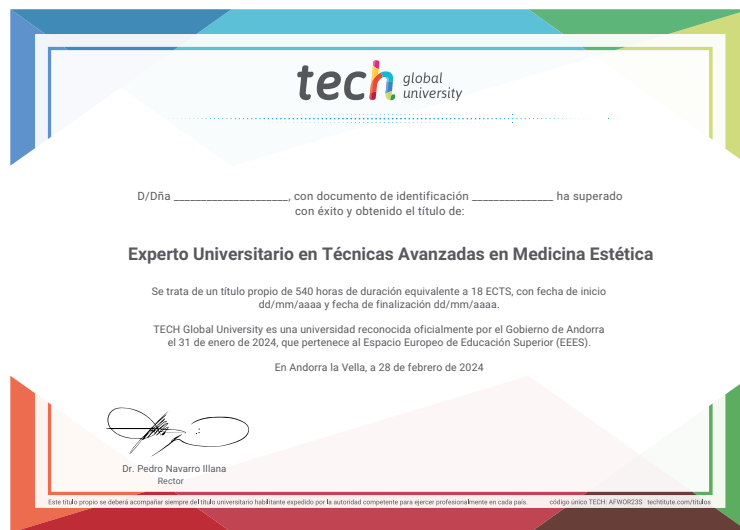 tech global
university
D/Dña ______________________, con documento de identificación ________________ ha superado
con éxito y obtenido el título de:
Experto Universitario en Técnicas Avanzadas en Medicina Estética
Se trata de un título propio de 540 horas de duración equivalente a 18 ECTS, con fecha de inicio
dd/mm/aaaa y fecha de finalización dd/mm/aaaa.
TECH Global University es una universidad reconocida oficialmente por el Gobierno de Andorra
el 31 de enero de 2024, que pertenece al Espacio Europeo de Educación Superior (EEES).
En Andorra la Vella, a 28 de febrero de 2024
Dr. Pedro Navarro Illana
Rector
Este título propio se deberá acompañar siempre del título universitario habilitante expedido por la autoridad competente para ejercer profesionalmente en cada país. código único TECH: AFWOR23S techtitute.com/titulos